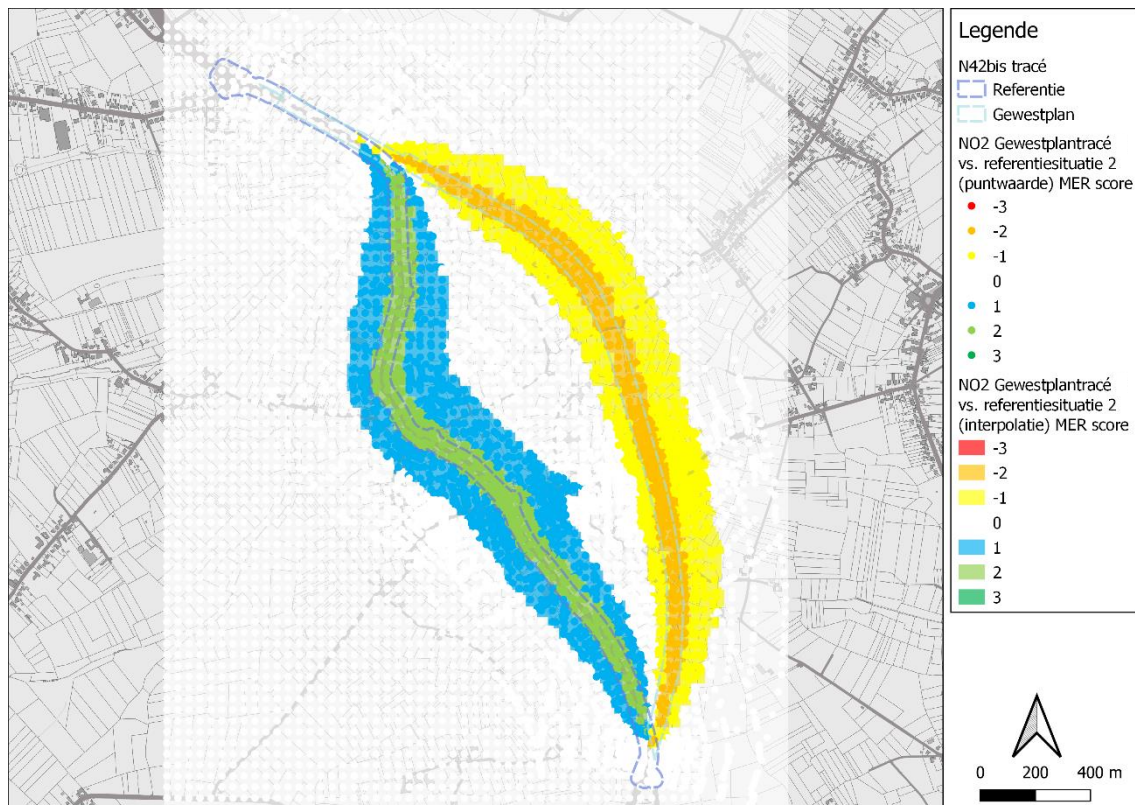 Legende
N42bis tracé
Referentie
Gewestplan
NO2 Gewestplantracé
vs. referentiesituatie 2
(puntwaarde) MER score
-3
-2
-1
0
1
2
3
NO2 Gewestplantracé
vs. referentiesituatie 2
(interpolatie) MER score
-3
-2
-1
0
1
2
3
0 200 400 m